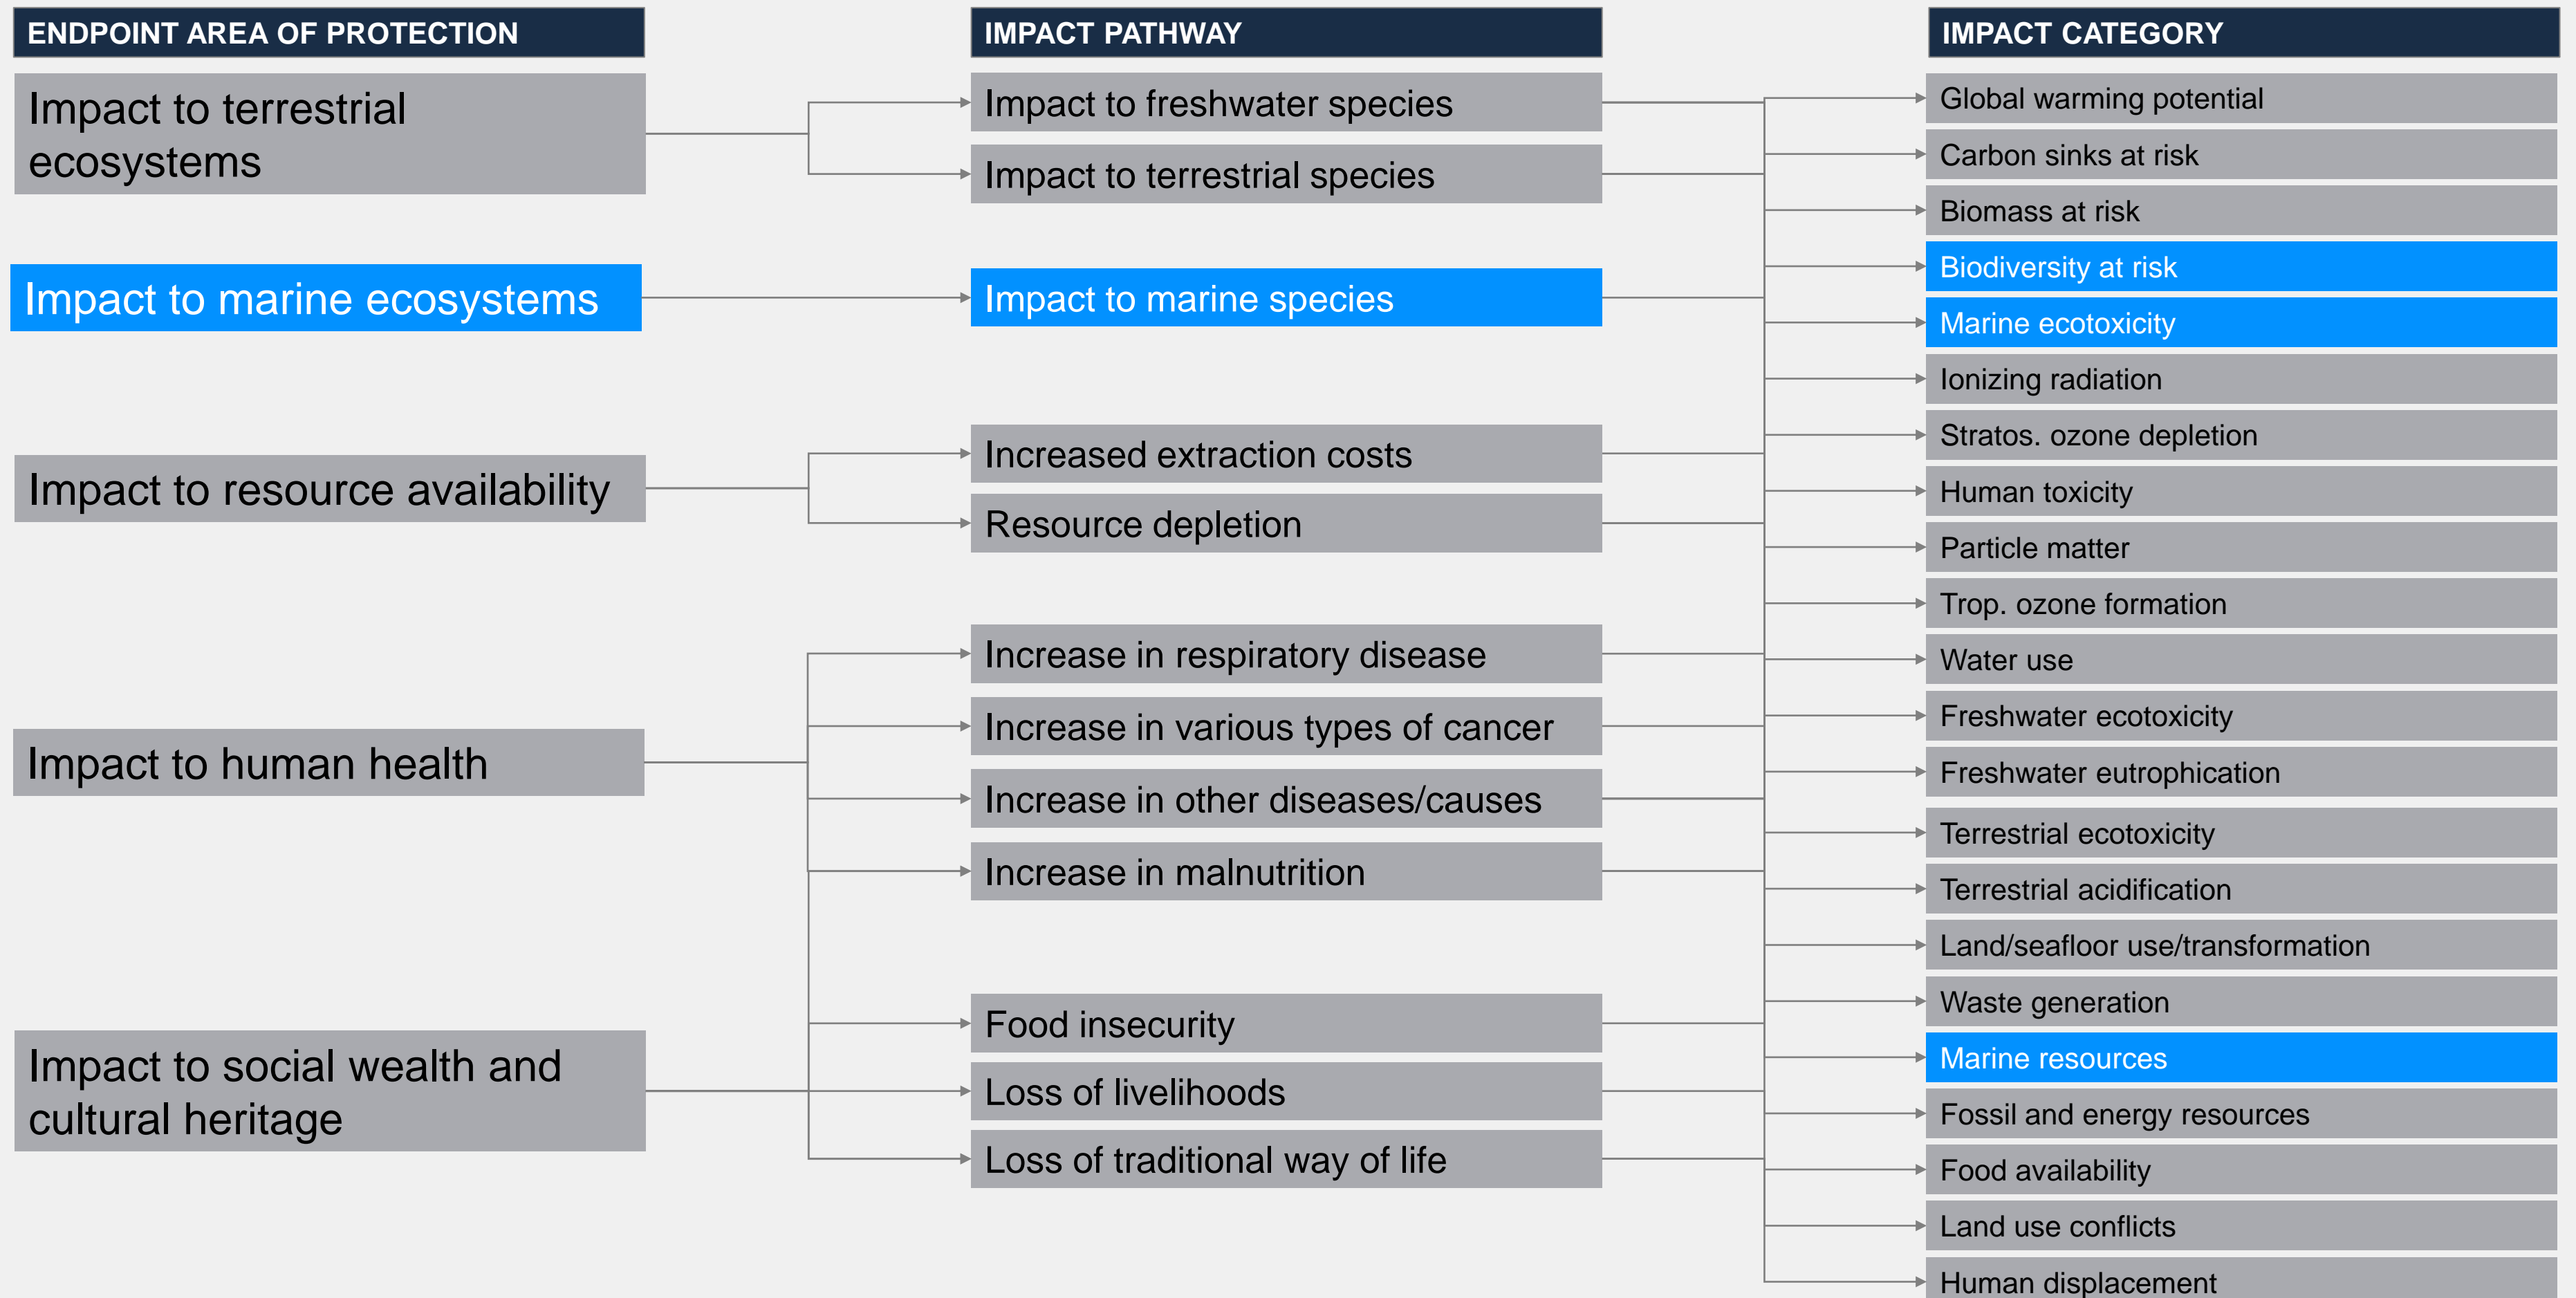 ENDPOINT AREA OF PROTECTION
Impact to terrestrial
ecosystems
Impact to marine ecosystems
Impact to resource availability
Impact to human health
Impact to social wealth and
cultural heritage
IMPACT PATHWAY
Impact to freshwater species
Impact to terrestrial species
Impact to marine species
Increased extraction costs
Resource depletion
Increase in respiratory disease
Increase in various types of cancer
Increase in other diseases/causes
Increase in malnutrition
Food insecurity
Loss of livelihoods
Loss of traditional way of life
IMPACT CATEGORY
Global warming potential
Carbon sinks at risk
Biomass at risk
Biodiversity at risk
Marine ecotoxicity
Ionizing radiation
Stratos. ozone depletion
Human toxicity
Particle matter
Trop. ozone formation
Water use
Freshwater ecotoxicity
Freshwater eutrophication
Terrestrial ecotoxicity
Terrestrial acidification
Land/seafloor use/transformation
Waste generation
Marine resources
Fossil and energy resources
Food availability
Land use conflicts
Human displacement